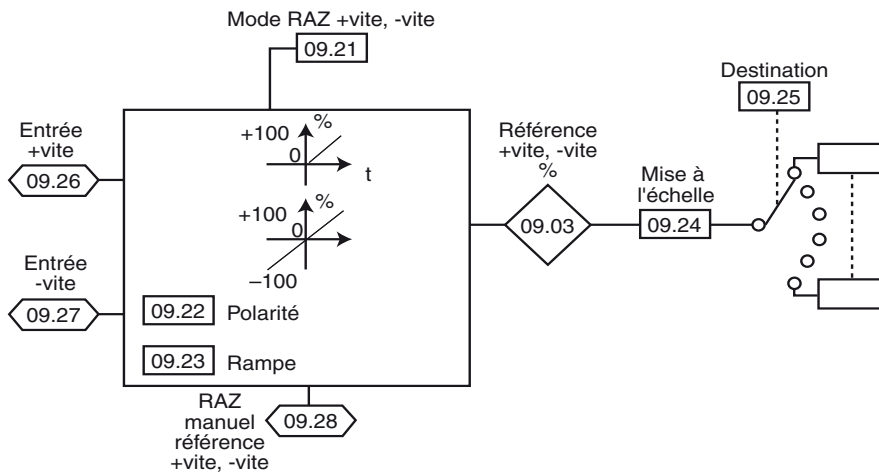 Mode RAZ +vite, -vite
09.21
Destination
09.25
Entrée
+vite
09.26
+100
%
0
t
+100
%
0
−100
Référence
+vite, -vite
%
09.03
Mise à
l'échelle
09.24
Entrée
-vite
09.27
09.22 Polarité
09.23 Rampe
RAZ
manuel
référence
+vite, -vite
09.28